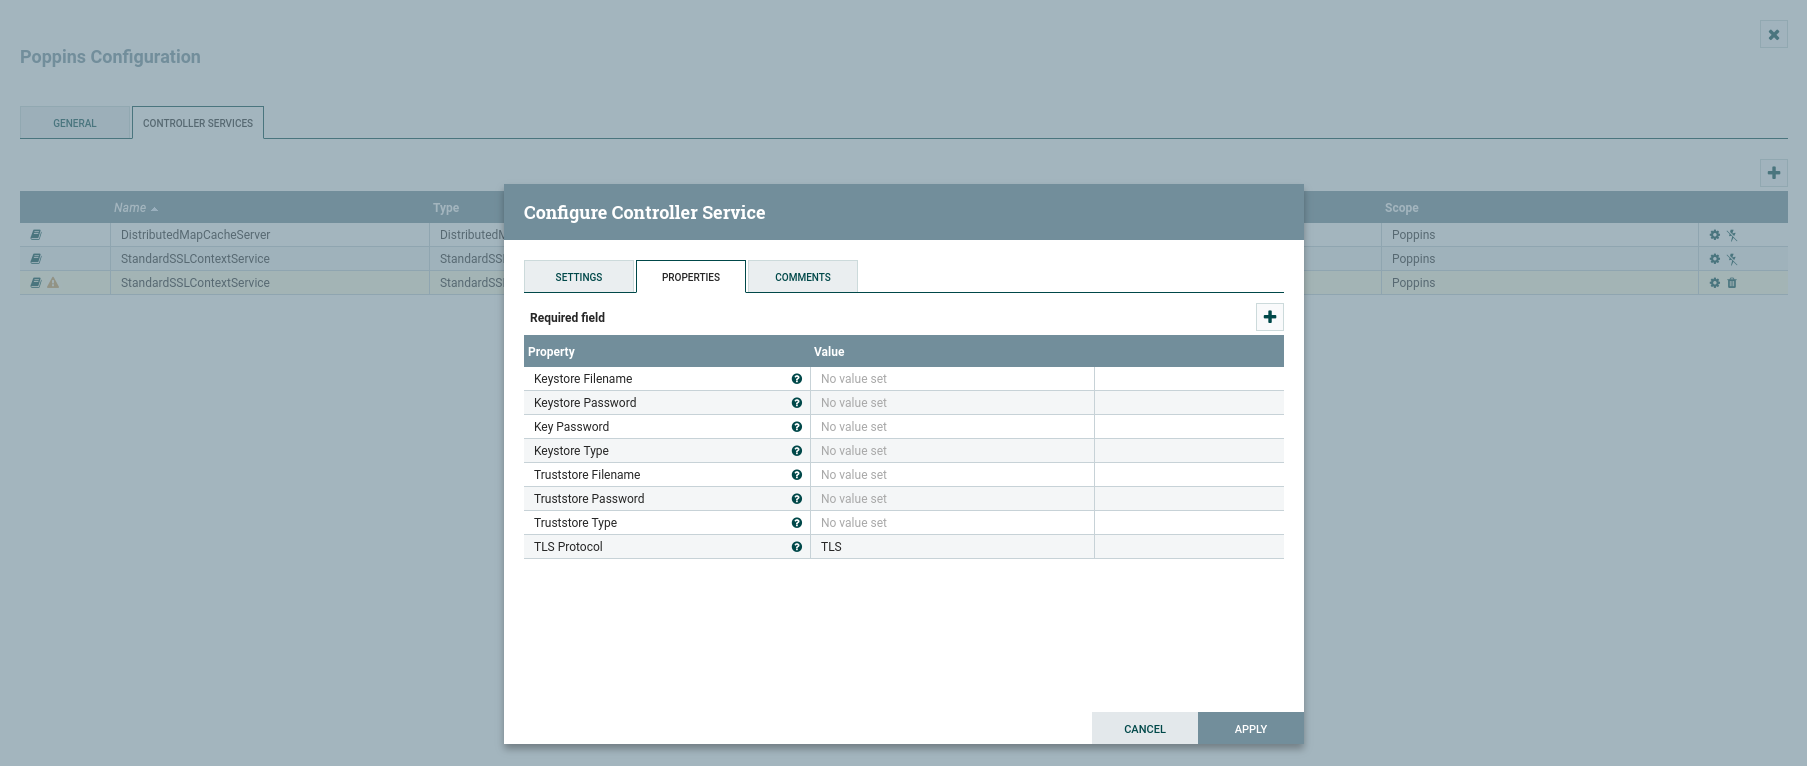 Poppins Configuration
GENERAL
CONTROLLER SERVICES
Name Type Scope
DistributedMapCacheServer DistributedM Poppins
StandardSSLContextService StandardSS Poppins
StandardSSLContextService StandardSS Poppins
Configure Controller Service
SETTINGS
PROPERTIES
COMMENTS
Required field
Property Value
Keystore Filename No value set
Keystore Password No value set
Key Password No value set
Keystore Type No value set
Truststore Filename No value set
Truststore Password No value set
Truststore Type No value set
TLS Protocol TLS
CANCEL
APPLY